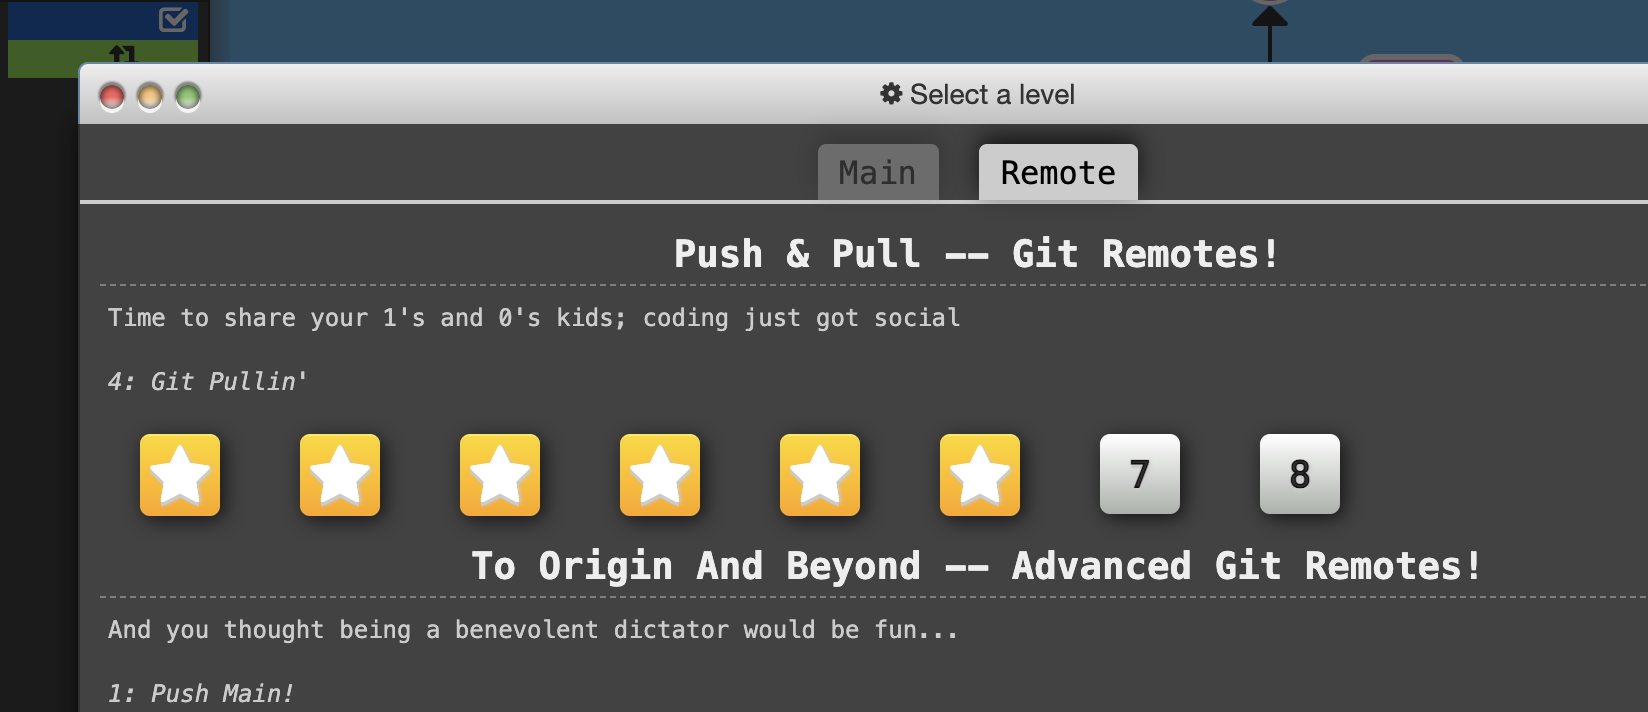 Select a level
Main
Remote
Push & Pull -- Git Remotes!
Time to share your 1's and 0's kids; coding just got social
4: Git Pullin'
7
8
To Origin And Beyond -- Advanced Git Remotes!
And you thought being a benevolent dictator would be fun...
1: Push Main!